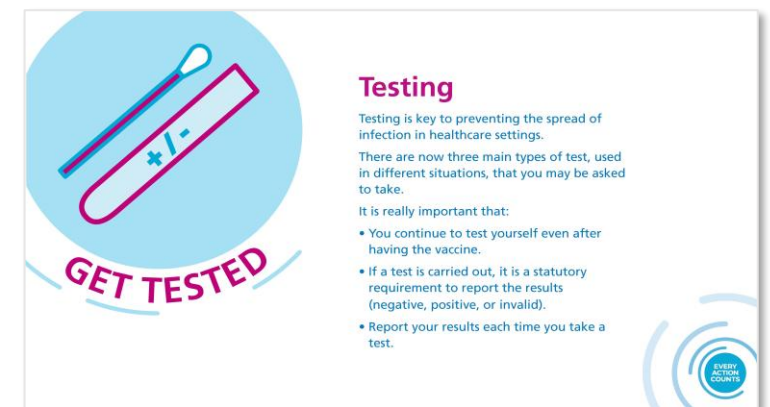 +/-
GET TESTED
Testing
Testing is key to preventing the spread of
infection in healthcare settings.
There are now three main types of test, used
in different situations, that you may be asked
to take.
It is really important that:
• You continue to test yourself even after
having the vaccine.
• If a test is carried out, it is a statutory
requirement to report the results
(negative, positive, or invalid).
• Report your results each time you take a
test.
EVERY
ACTION
COUNTS